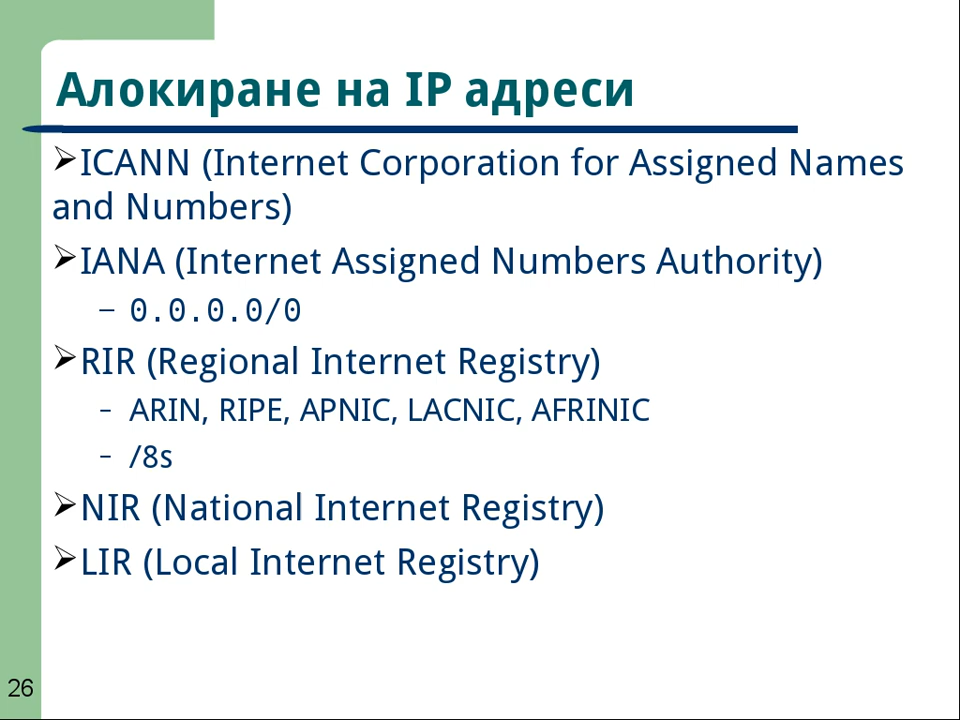 Алокиране на IP адреси
➢ICANN (Internet Corporation for Assigned Names
and Numbers)
➢IANA (Internet Assigned Numbers Authority)
– 0.0.0.0/0
➢RIR (Regional Internet Registry)
– ARIN, RIPE, APNIC, LACNIC, AFRINIC
– /8s
➢NIR (National Internet Registry)
➢LIR (Local Internet Registry)
26